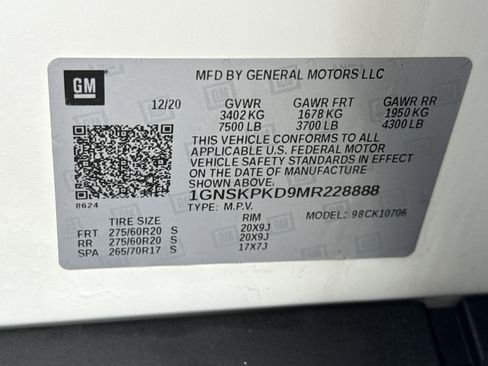 GM
MFD BY GENERAL MOTORS LLC
12/20 GVWR GAWR FRT GAWR RR
3402 KG 1678 KG 1950 KG
7500 LB 3700 LB 4300 LB
THIS VEHICLE CONFORMS TO ALL
APPLICABLE U.S. FEDERAL MOTOR
VEHICLE SAFETY STANDARDS IN EFFECT
ON THE DATE OF MANUFACTURE
SHOWN ABOVE.
1GNSKPKD9MR228888
8624
TYPE: M.P.V. MODEL: 98CK10706
TIRE SIZE RIM
FRT 275/60R20 S 20X9J
RR 275/60R20 S 20X9J
SPA 265/70R17 S 17X7J